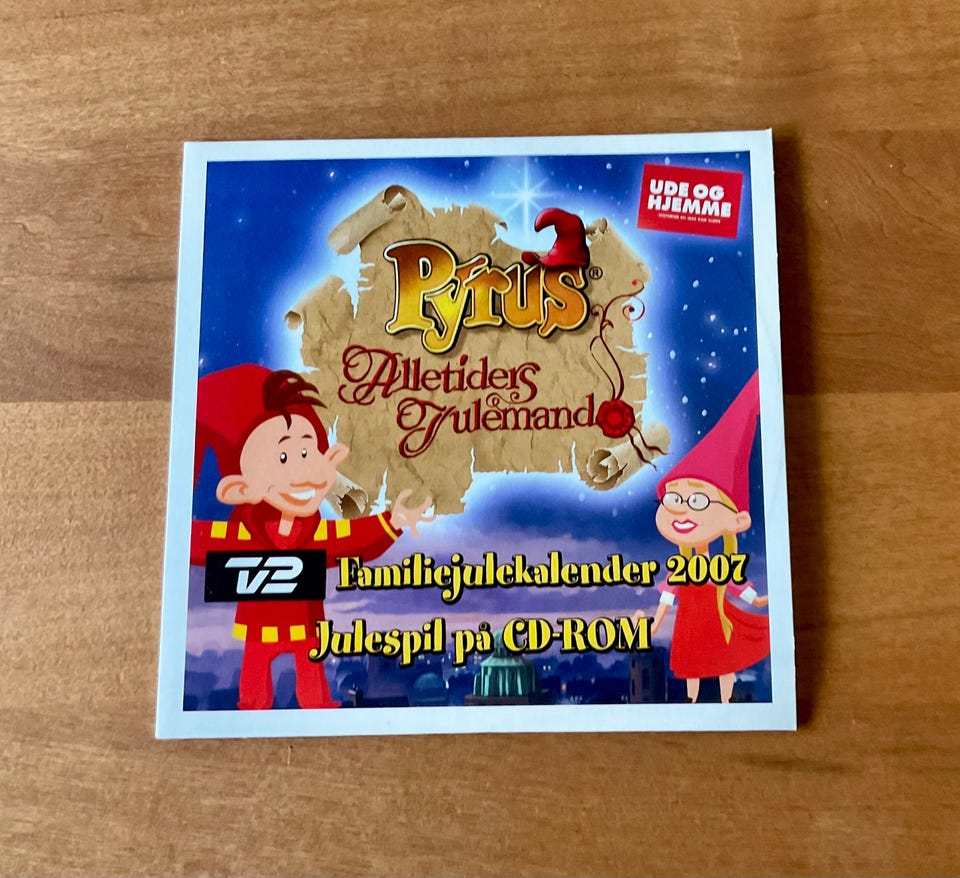 UDE OG
HJEMME
Pyrus®
Alletiders
Julemand
TV2 Familiejulekalender 2007
Julespil på CD-ROM